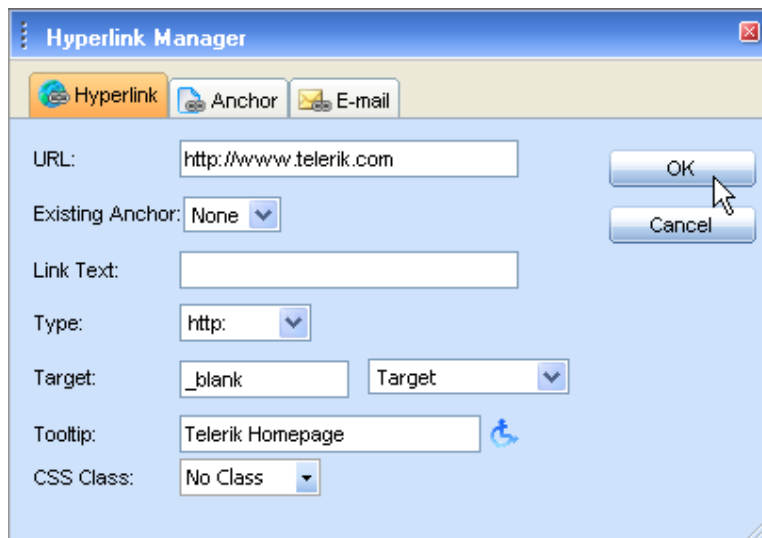 Hyperlink Manager
Hyperlink Anchor E-mail
URL: http://www.telerik.com OK
Existing Anchor: None Cancel
Link Text:
Type: http:
Target: _blank Target
Tooltip: Telerik Homepage
CSS Class: No Class